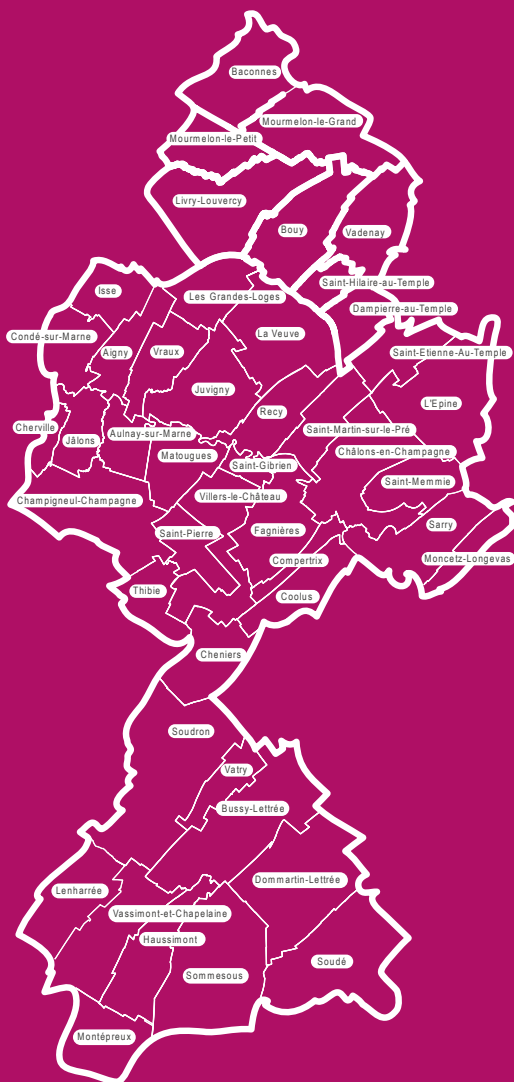 Baconnes
Mourmelon-le-Grand
Mourmelon-le-Petit
Livry-Louvercy
Bouy
Vadenay
Saint-Hilaire-au-Temple
Isse
Les Grandes-Loges
Dampierre-au-Temple
Condé-sur-Marne
La Veuve
Aigny
Vraux
Saint-Etienne-Au-Temple
Juvigny
L'Epine
Recy
Cherville
Saint-Martin-sur-le-Pré
Jâlons
Aulnay-sur-Marne
Châlons-en-Champagne
Matougues
Saint-Gibrien
Saint-Memmie
Champigneul-Champagne
Villers-le-Château
Sarry
Saint-Pierre
Fagnières
Compertrix
Moncetz-Longevas
Thibie
Coolus
Cheniers
Soudron
Vatry
Bussy-Lettrée
Dommartin-Lettrée
Lenharrée
Vassimont-et-Chapelaine
Haussimont
Soudé
Sommesous
Montépreux